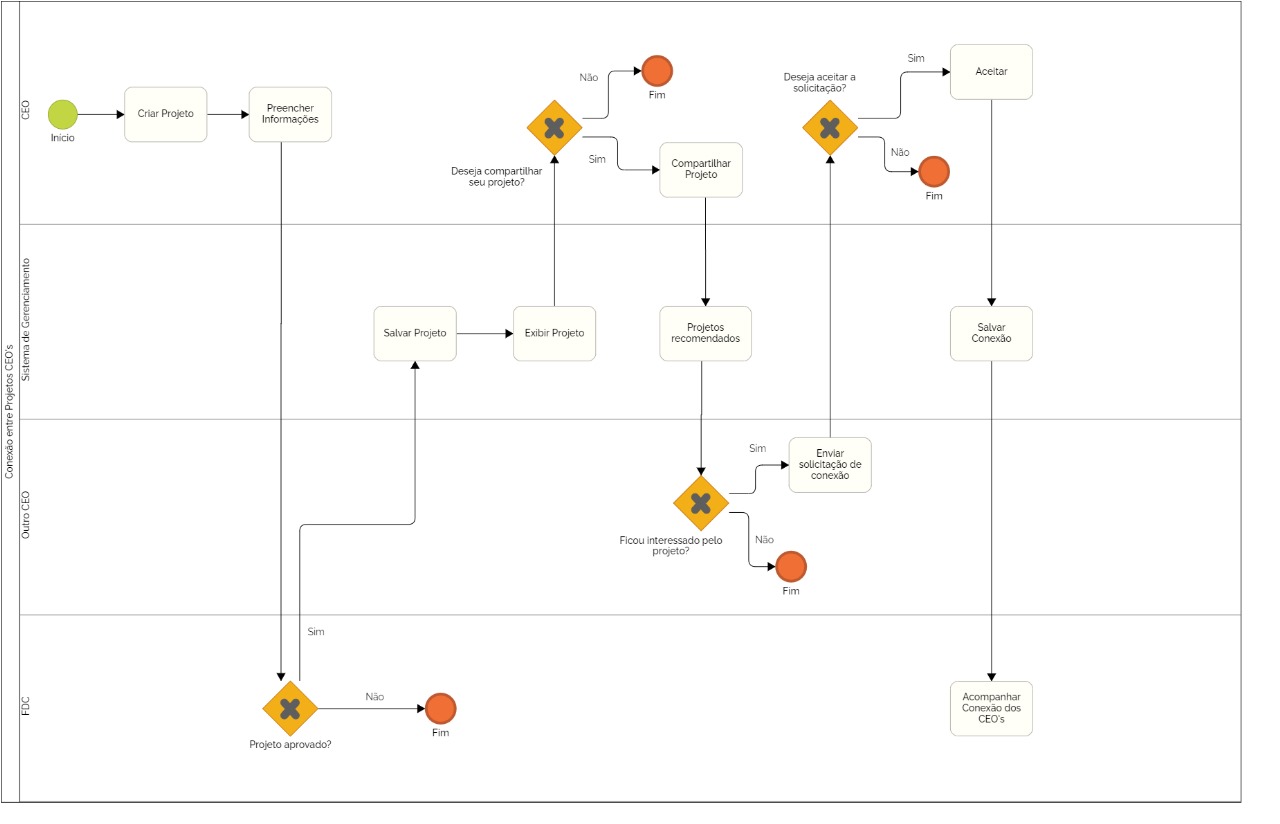 Conexão entre Projetos CEO's
CEO
Início
Criar Projeto
Preencher
Informações
Deseja compartilhar
seu projeto?
Não
Fim
Sim
Compartilhar
Projeto
Deseja aceitar a
solicitação?
Sim
Aceitar
Não
Fim
Sistema de Gerenciamento
Salvar Projeto
Exibir Projeto
Projetos
recomendados
Salvar
Conexão
Outro CEO
Ficou interessado pelo
projeto?
Sim
Enviar
solicitação de
conexão
Não
Fim
FDC
Projeto aprovado?
Sim
Não
Fim
Acompanhar
Conexão dos
CEO's